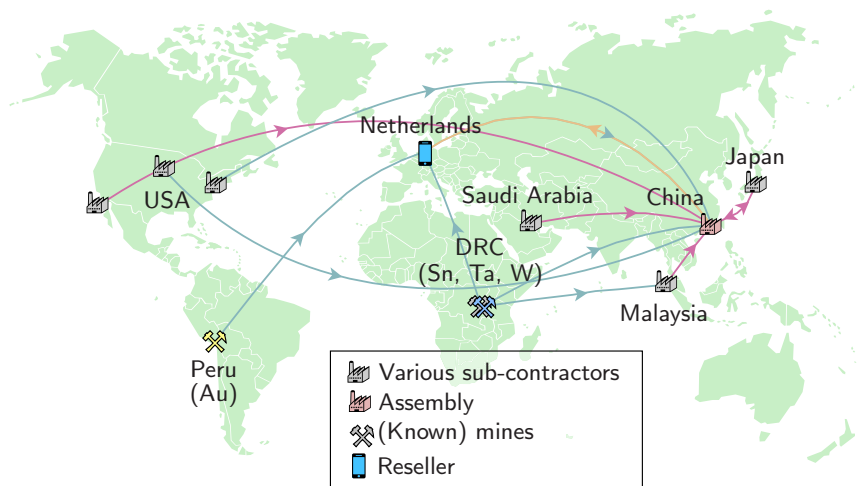 Netherlands
Japan
USA
Saudi Arabia
China
DRC
(Sn, Ta, W)
Malaysia
Peru
(Au)
Various sub-contractors
Assembly
(Known) mines
Reseller